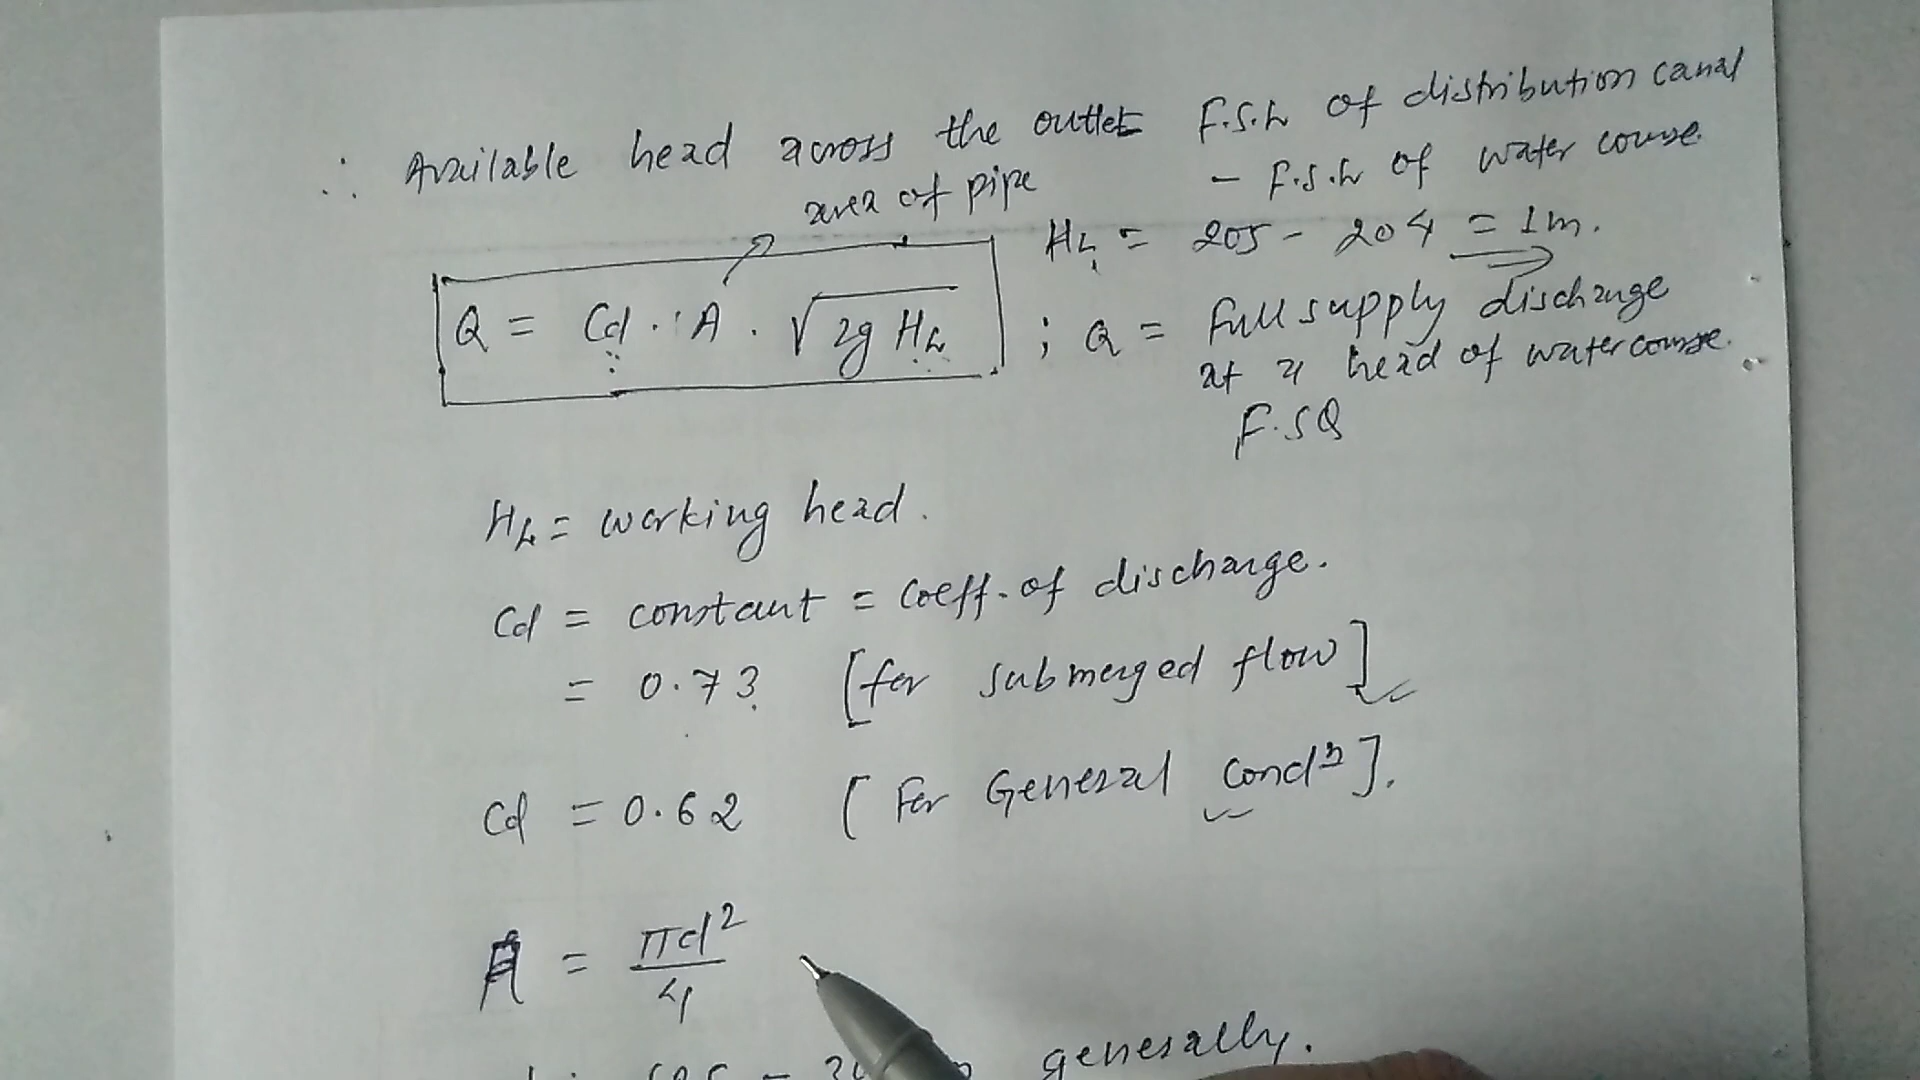 ∴ Available head across the outlet F.S.L of distribution canal
- F.S.L of water course.
area of pipe
H_L = 205 - 204 = 1m.
Q = Cd · A · √2g H_L ; Q = Full supply discharge
at head of water course.
F.SQ
H_L = working head.
Cd = constant = Coeff. of discharge.
= 0.73 [for submerged flow]
Cd = 0.62 [For General condⁿ].
A = πd²/4
generally.